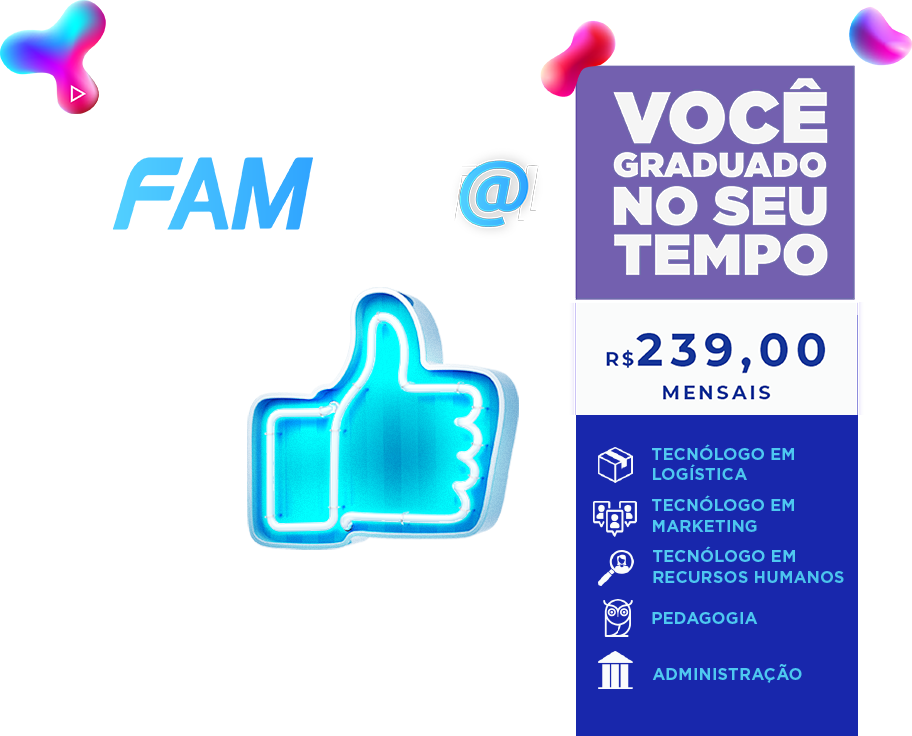 FAM
@
VOCÊ
GRADUADO
NO SEU
TEMPO
R$239,00
MENSAIS
TECNÓLOGO EM
LOGÍSTICA
TECNÓLOGO EM
MARKETING
TECNÓLOGO EM
RECURSOS HUMANOS
PEDAGOGIA
ADMINISTRAÇÃO